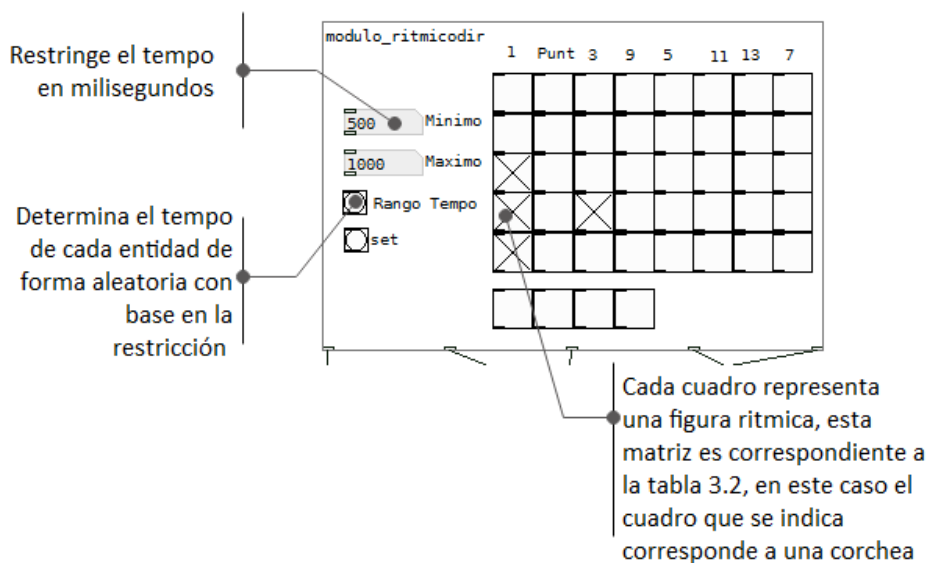 Restringe el tempo
en milisegundos
Determina el tempo
de cada entidad de
forma aleatoria con
base en la
restricción
modulo_ritmicodir
1 Punt 3 9 5 11 13 7
500 Minimo
1000 Maximo
Rango Tempo
set
Cada cuadro representa
una figura ritmica, esta
matriz es correspondiente a
la tabla 3.2, en este caso el
cuadro que se indica
corresponde a una corchea